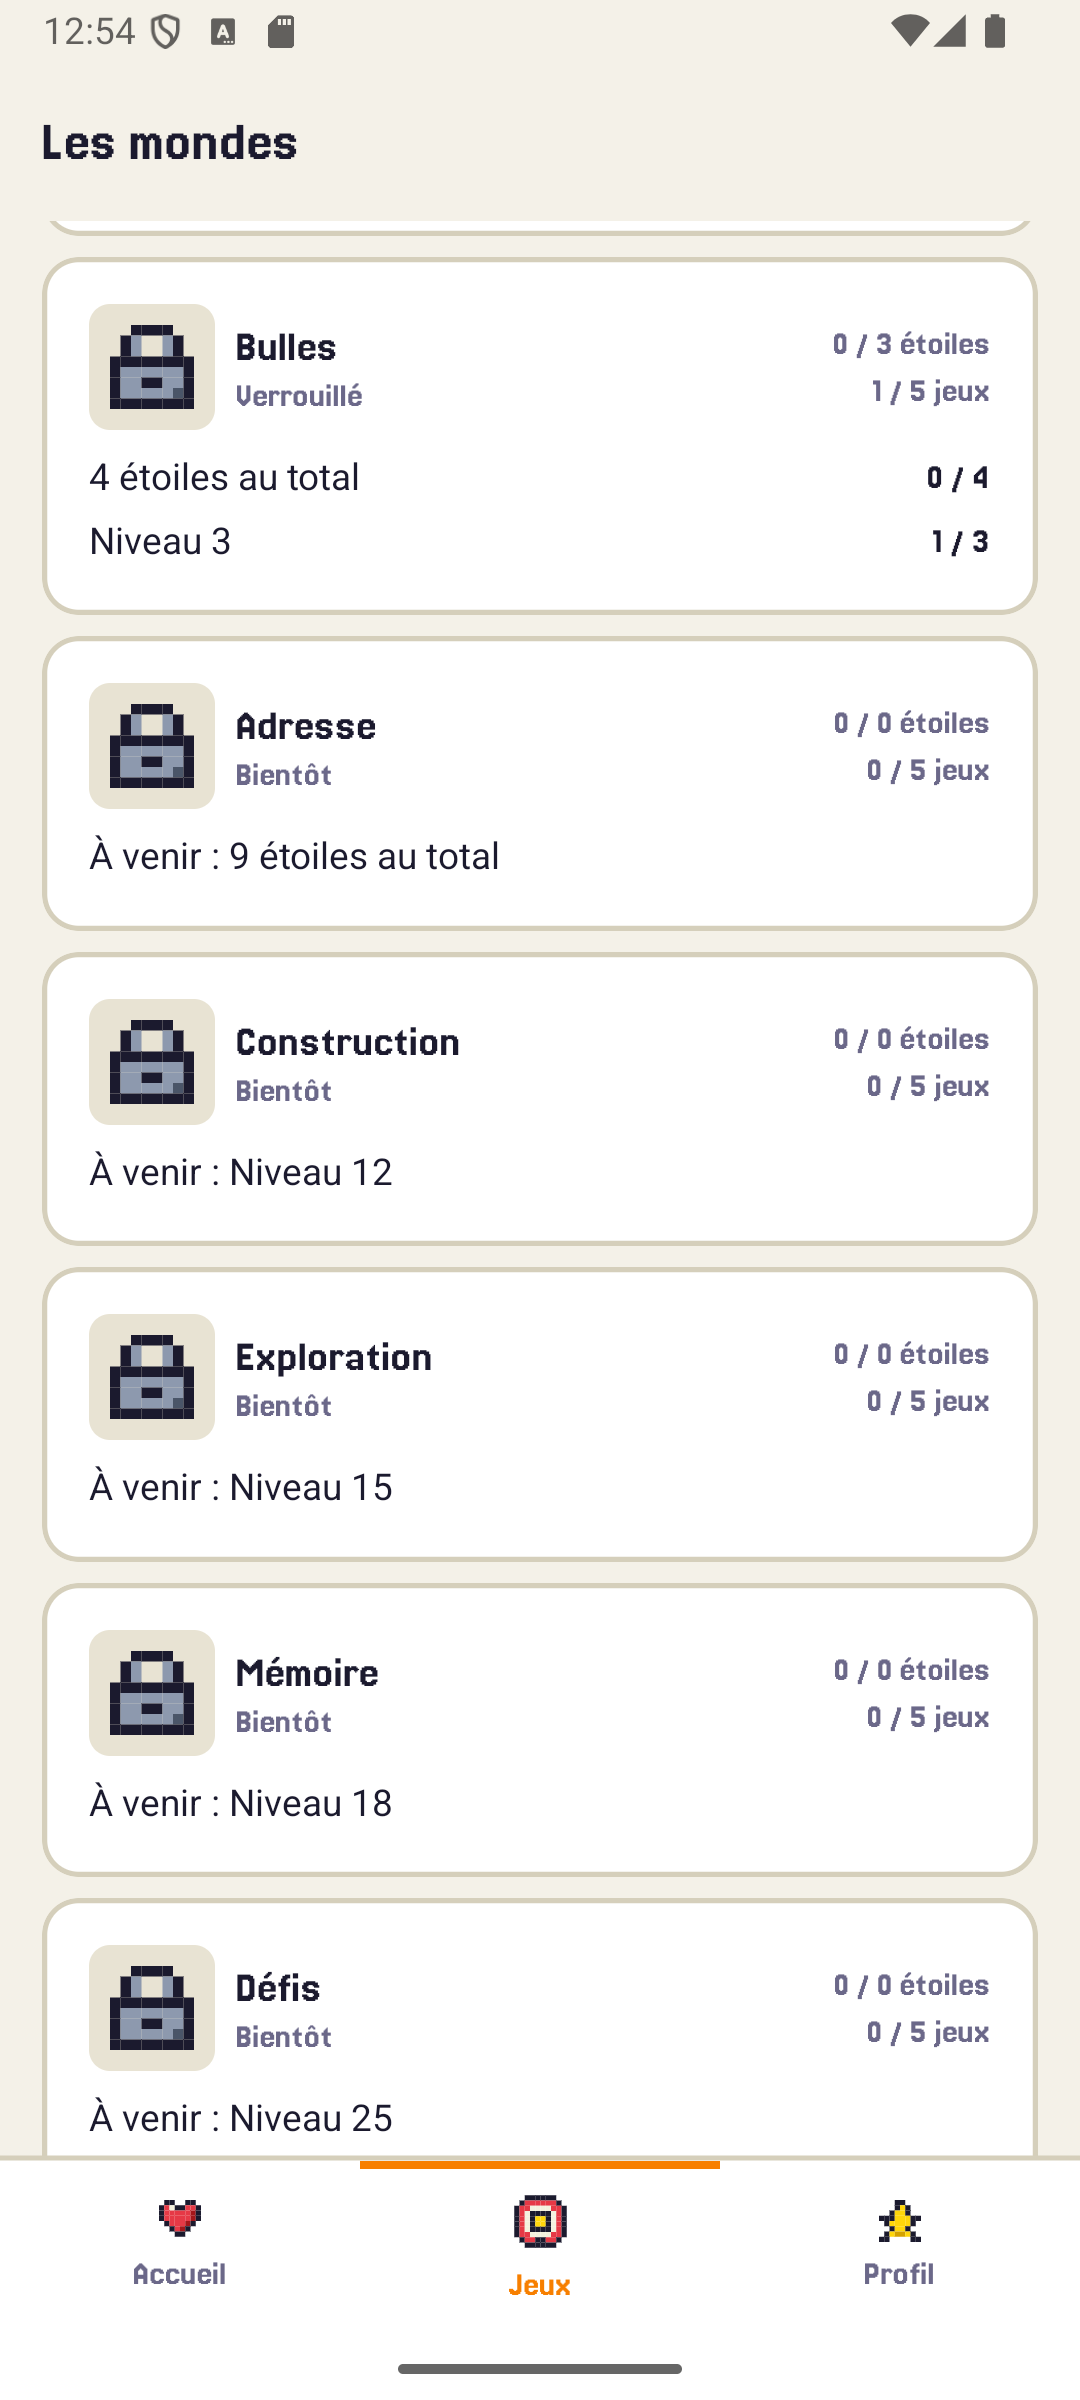 12:54
Les mondes
Bulles
0 / 3 étoiles
Verrouillé
1 / 5 jeux
4 étoiles au total
0 / 4
Niveau 3
1 / 3
Adresse
0 / 0 étoiles
Bientôt
0 / 5 jeux
À venir : 9 étoiles au total
Construction
0 / 0 étoiles
Bientôt
0 / 5 jeux
À venir : Niveau 12
Exploration
0 / 0 étoiles
Bientôt
0 / 5 jeux
À venir : Niveau 15
Mémoire
0 / 0 étoiles
Bientôt
0 / 5 jeux
À venir : Niveau 18
Défis
0 / 0 étoiles
Bientôt
0 / 5 jeux
À venir : Niveau 25
Accueil
Jeux
Profil